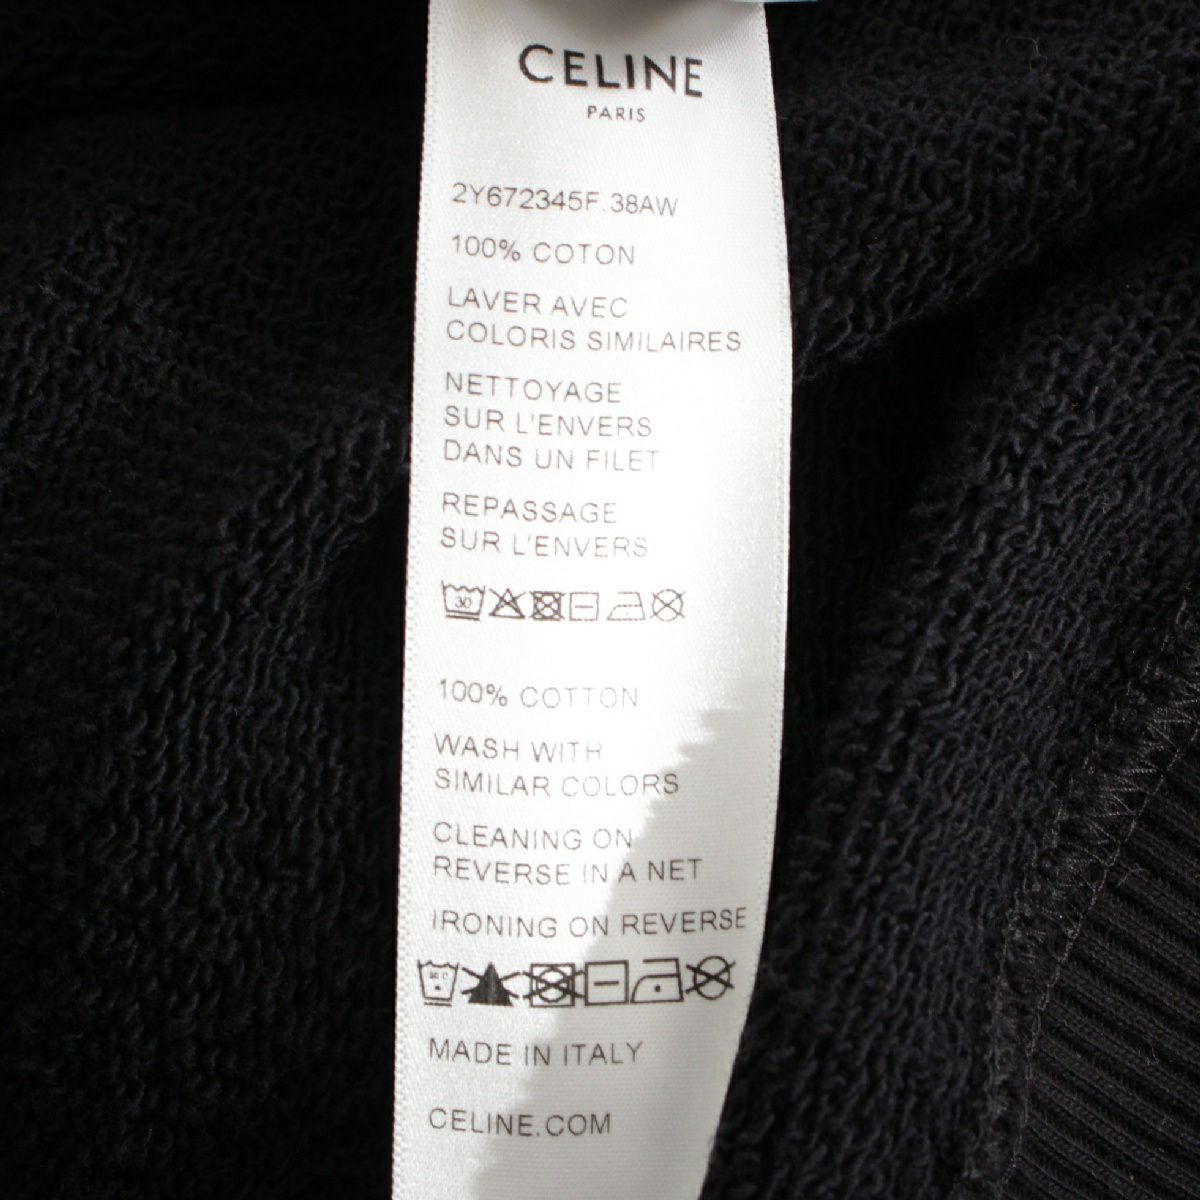 CELINE
PARIS
2Y672345F.38AW
100% COTON
LAVER AVEC
COLORIS SIMILAIRES
NETTOYAGE
SUR L'ENVERS
DANS UN FILET
REPASSAGE
SUR L'ENVERS
30
100% COTTON
WASH WITH
SIMILAR COLORS
CLEANING ON
REVERSE IN A NET
IRONING ON REVERSE
MADE IN ITALY
CELINE.COM